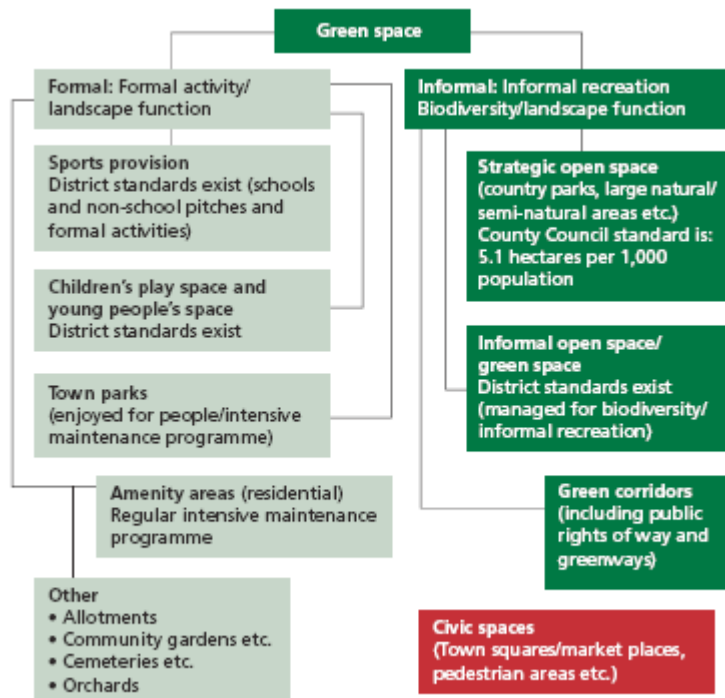 Green space
Formal: Formal activity/
landscape function
Sports provision
District standards exist (schools
and non-school pitches and
formal activities)
Children's play space and
young people's space
District standards exist
Town parks
(enjoyed for people/intensive
maintenance programme)
Amenity areas (residential)
Regular intensive maintenance
programme
Other
• Allotments
• Community gardens etc.
• Cemeteries etc.
• Orchards
Informal: Informal recreation
Biodiversity/landscape function
Strategic open space
(country parks, large natural/
semi-natural areas etc.)
County Council standard is:
5.1 hectares per 1,000
population
Informal open space/
green space
District standards exist
(managed for biodiversity/
informal recreation)
Green corridors
(including public
rights of way and
greenways)
Civic spaces
(Town squares/market places,
pedestrian areas etc.)